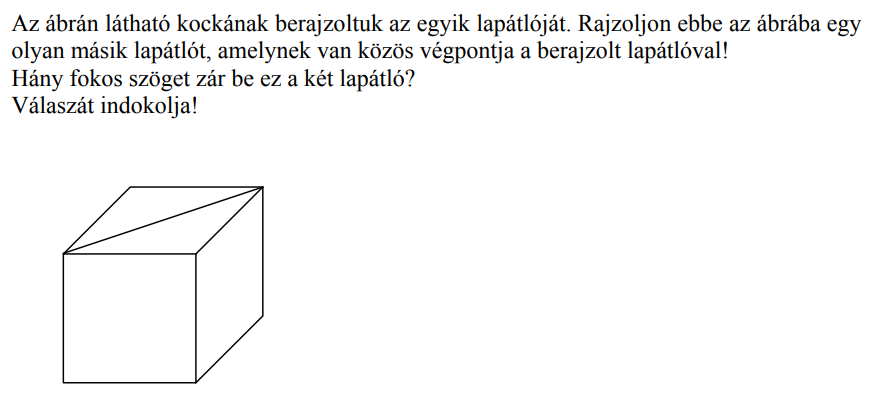 Az ábrán látható kockának berajzoltuk az egyik lapátlóját. Rajzoljon ebbe az ábrába egy
olyan másik lapátlót, amelynek van közös végpontja a berajzolt lapátlóval!
Hány fokos szöget zár be ez a két lapátló?
Válaszát indokolja!